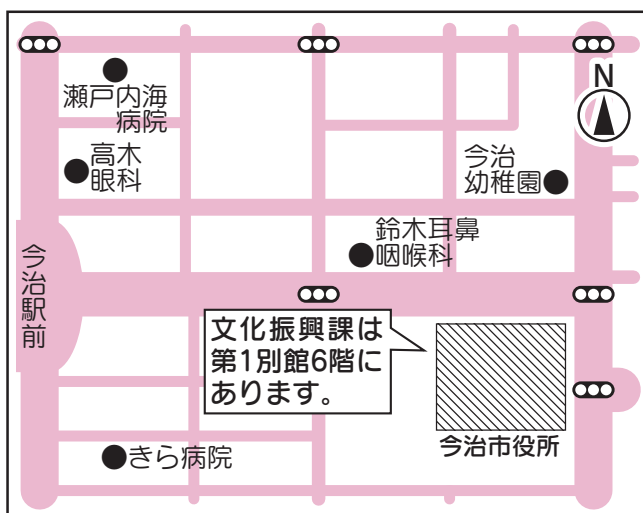 瀬戸内海
病院
高木
眼科
N
今治
幼稚園
鈴木耳鼻
咽喉科
今治駅前
文化振興課は
第1別館6階に
あります。
今治市役所
きら病院